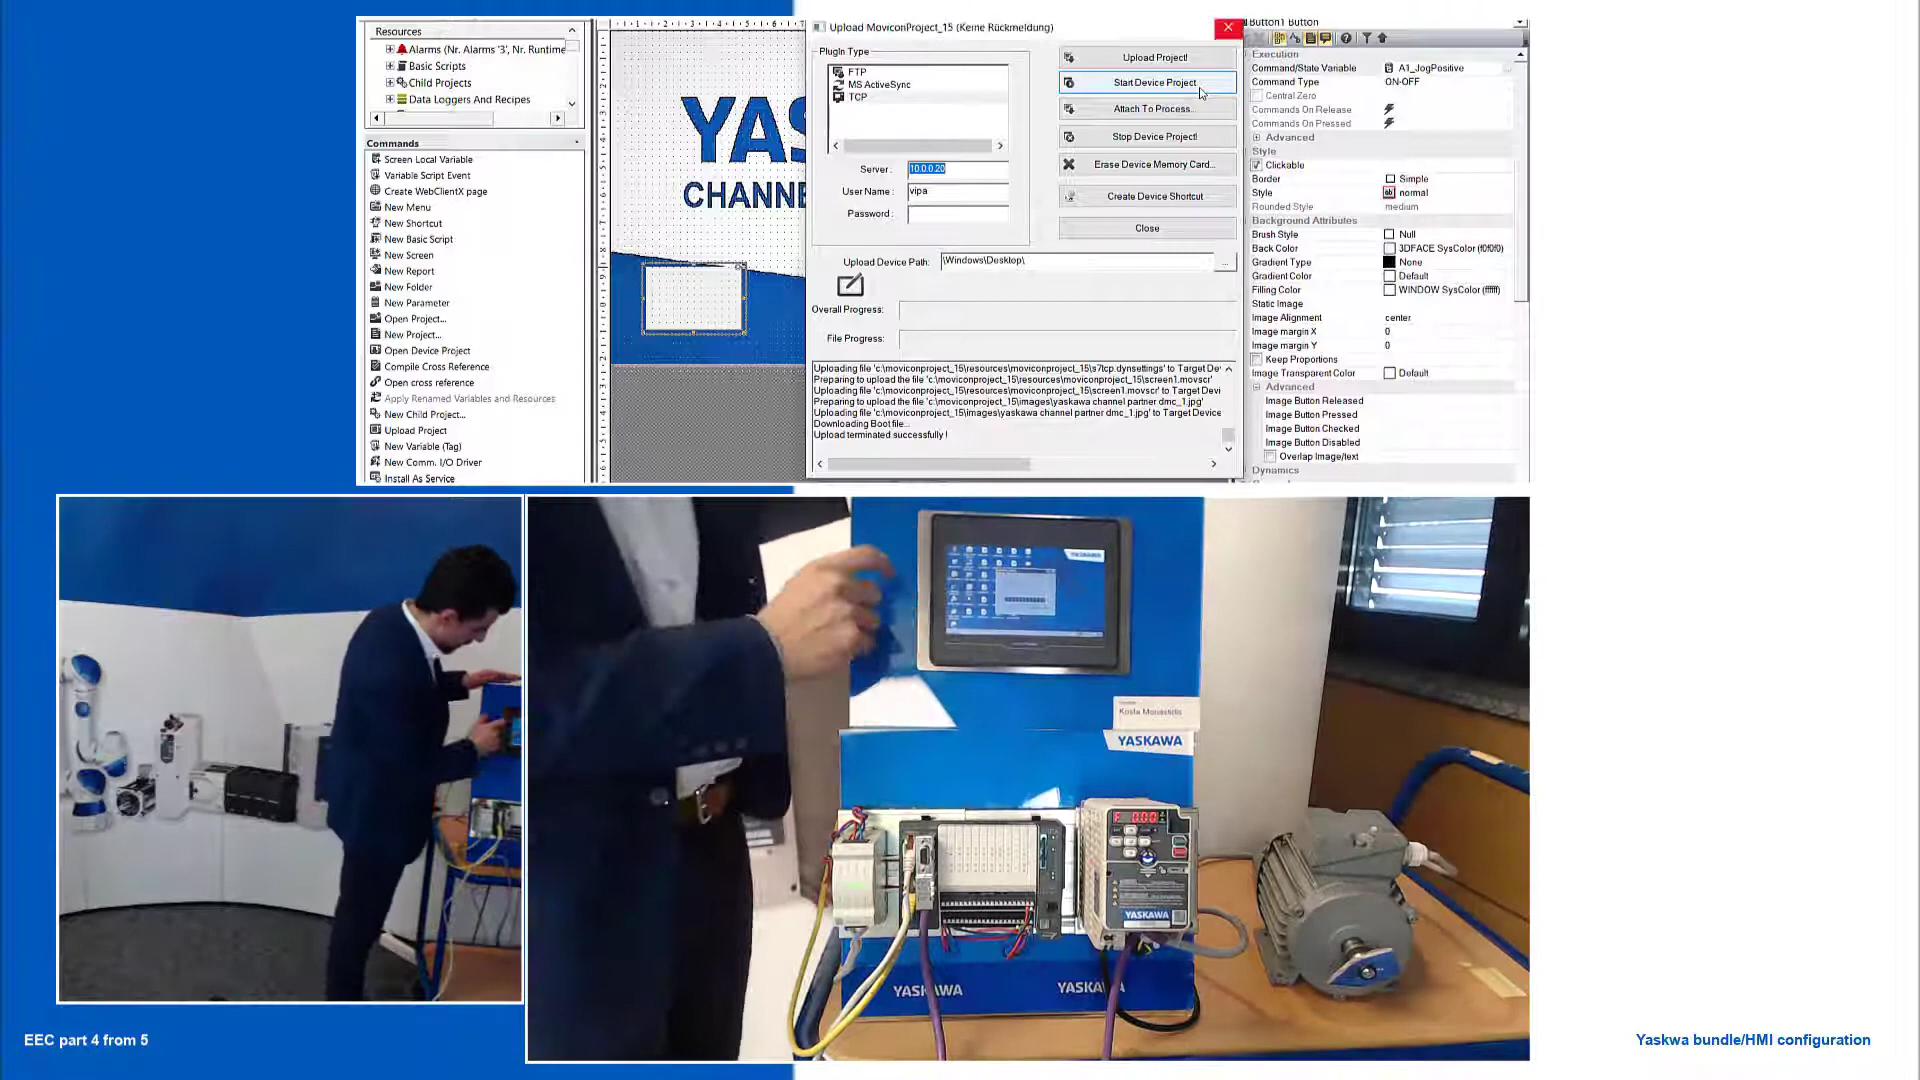 Resources
Alarms (Nr. Alarms '3', Nr. Runtime
Basic Scripts
Child Projects
Data Loggers And Recipes
Commands
Screen Local Variable
Variable Script Event
Create WebClientX page
New Menu
New Shortcut
New Basic Script
New Screen
New Report
New Folder
New Parameter
Open Project...
New Project...
Open Device Project
Compile Cross Reference
Open cross reference
Apply Renamed Variables and Resources
New Child Project...
Upload Project
New Variable (Tag)
New Comm. I/O Driver
Install As Service
YAS
CHANNE
Upload MoviconProject_15 (Keine Rückmeldung)
PlugIn Type
FTP
MS ActiveSync
TCP
Server :
10.0.0.20
User Name :
vipa
Password :
Upload Project!
Start Device Project
Attach To Process...
Stop Device Project!
Erase Device Memory Card...
Create Device Shortcut
Close
Upload Device Path:
\Windows\Desktop\
...
Overall Progress:
File Progress:
Uploading file 'c:\moviconproject_15\resources\moviconproject_15\s7tcp.dynsettings' to Target Dev
Preparing to upload the file 'c:\moviconproject_15\resources\moviconproject_15\screen1.movscr'
Uploading file 'c:\moviconproject_15\resources\moviconproject_15\screen1.movscr' to Target Devi
Preparing to upload the file 'c:\moviconproject_15\images\yaskawa channel partner dmc_1.jpg'
Uploading file 'c:\moviconproject_15\images\yaskawa channel partner dmc_1.jpg' to Target Device
Downloading Boot file...
Upload terminated successfully !
Button1 Button
Execution
Command/State Variable
A1_JogPositive
Command Type
ON-OFF
Central Zero
Commands On Release
Commands On Pressed
Advanced
Style
Clickable
Border
Simple
Style
normal
Rounded Style
medium
Background Attributes
Brush Style
Null
Back Color
3DFACE SysColor (f0f0f0)
Gradient Type
None
Gradient Color
Default
Filling Color
WINDOW SysColor (ffffff)
Static Image
Image Alignment
center
Image margin X
0
Image margin Y
0
Keep Proportions
Image Transparent Color
Default
Advanced
Image Button Released
Image Button Pressed
Image Button Checked
Image Button Disabled
Overlap Image/text
Dynamics
YASKAWA
Kosta Monastidis
YASKAWA
F 0.00
YASKAWA
YASKAWA
YASKAWA
EEC part 4 from 5
Yaskwa bundle/HMI configuration